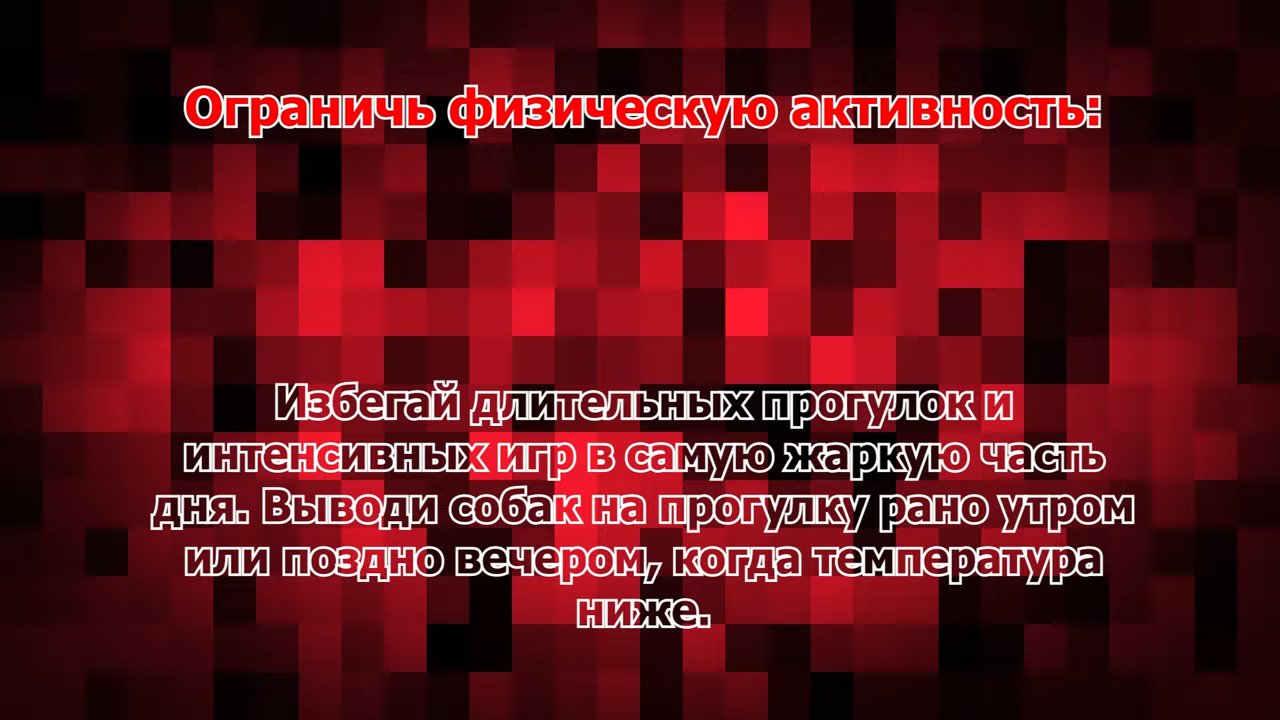 Ограничь физическую активность:
Избегай длительных прогулок и
интенсивных игр в самую жаркую часть
дня. Выводи собак на прогулку рано утром
или поздно вечером, когда температура
ниже.